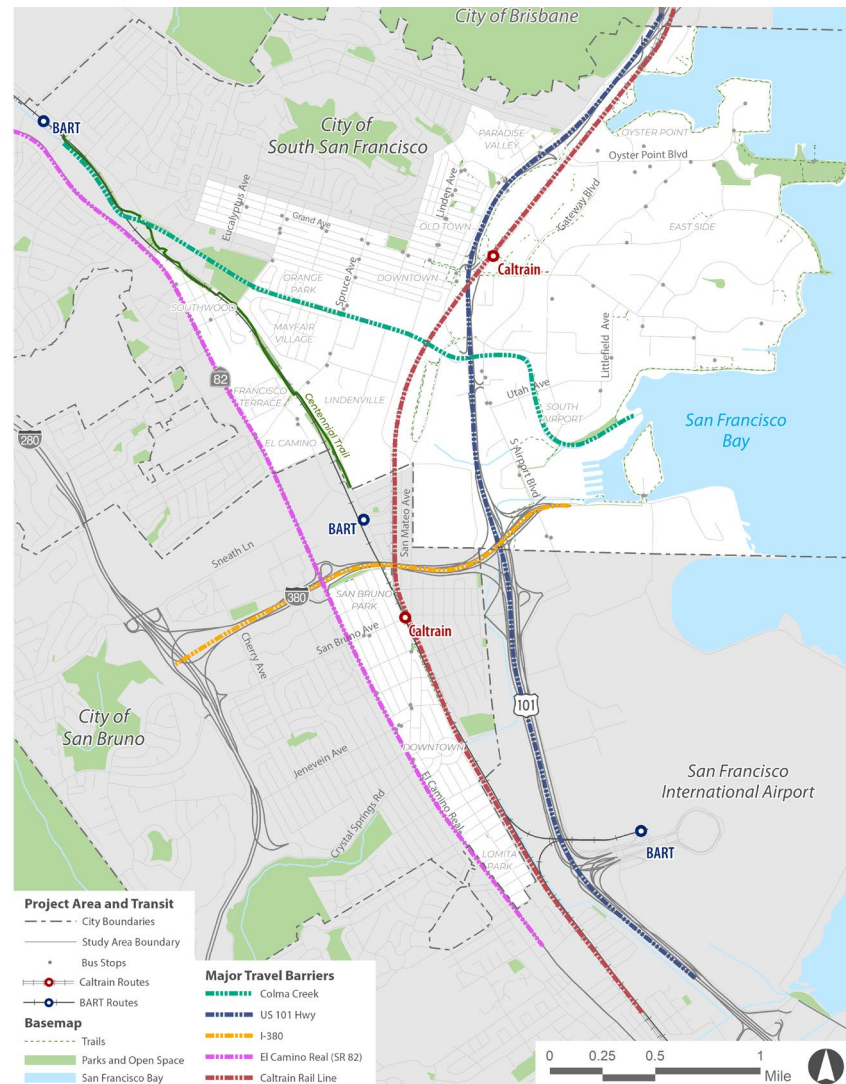 City of Brisbane
BART
City of
South San Francisco
PARADISE
VALLEY
OYSTER POINT
Oyster Point Blvd
Eucalyptus Ave
Linden Ave
Gateway Blvd
Grand Ave
OLD TOWN
EAST SIDE
Caltrain
ORANGE
PARK
Spruce Ave
DOWNTOWN
SOUTHWOOD
MAYFAIR
VILLAGE
Littlefield Ave
82
FRANCISCO
TERRACE
Centennial Trail
LINDENVILLE
Utah Ave
SOUTH
AIRPORT
San Francisco
Bay
280
EL CAMINO
S Airport Blvd
BART
San Mateo Ave
Sneath Ln
380
SAN BRUNO
PARK
Caltrain
San Bruno Ave
Cherry Ave
City of
San Bruno
101
Jenevein Ave
DOWNTOWN
El Camino Real
Crystal Springs Rd
San Francisco
International Airport
BART
LOMITA
PARK
Project Area and Transit
City Boundaries
Study Area Boundary
Bus Stops
Caltrain Routes
BART Routes
Basemap
Trails
Parks and Open Space
San Francisco Bay
Major Travel Barriers
Colma Creek
US 101 Hwy
I-380
El Camino Real (SR 82)
Caltrain Rail Line
0 0.25 0.5 1
Mile